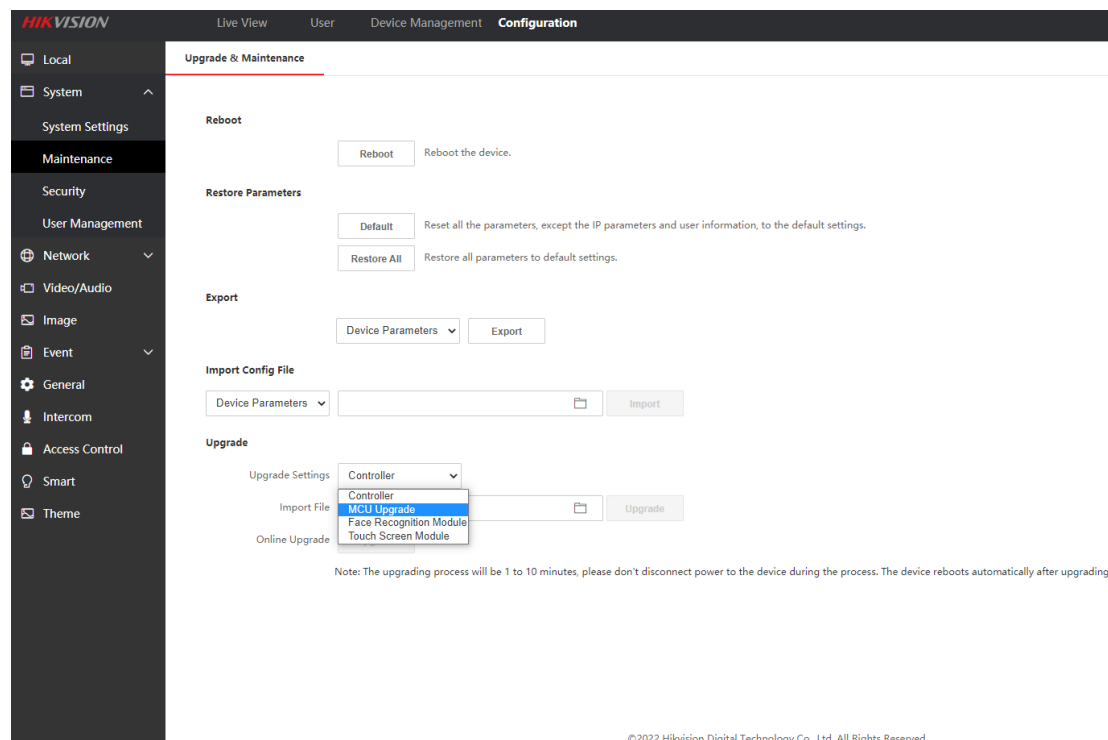 HIKVISION Live View User Device Management Configuration
Local
Upgrade & Maintenance
System
System Settings
Maintenance
Security
User Management
Network
Video/Audio
Image
Event
General
Intercom
Access Control
Smart
Theme
Reboot
Reboot Reboot the device.
Restore Parameters
Default Reset all the parameters, except the IP parameters and user information, to the default settings.
Restore All Restore all parameters to default settings.
Export
Device Parameters Export
Import Config File
Device Parameters Import
Upgrade
Upgrade Settings Controller
Controller
Import File MCU Upgrade Upgrade
Face Recognition Module
Online Upgrade Touch Screen Module
Note: The upgrading process will be 1 to 10 minutes, please don't disconnect power to the device during the process. The device reboots automatically after upgrading
©2022 Hikvision Digital Technology Co., Ltd. All Rights Reserved.